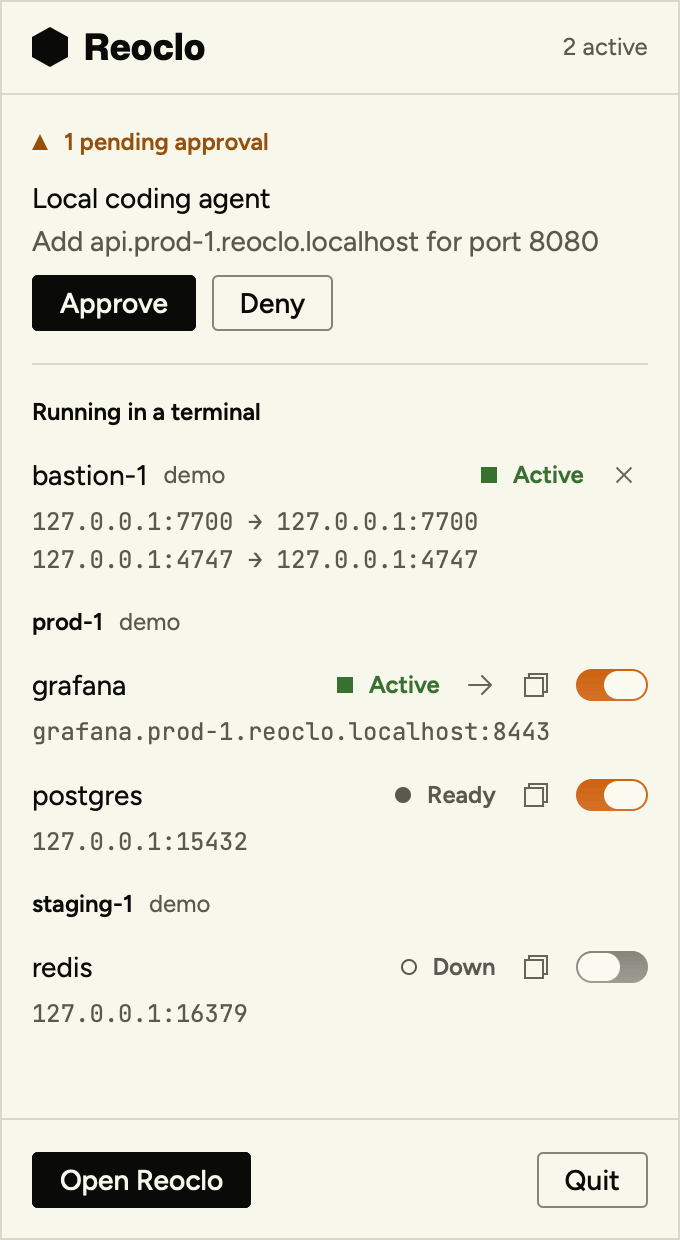 Reoclo 2 active
1 pending approval
Local coding agent
Add api.prod-1.reoclo.localhost for port 8080
Approve Deny
Running in a terminal
bastion-1 demo Active
127.0.0.1:7700 → 127.0.0.1:7700
127.0.0.1:4747 → 127.0.0.1:4747
prod-1 demo
grafana Active
grafana.prod-1.reoclo.localhost:8443
postgres Ready
127.0.0.1:15432
staging-1 demo
redis Down
127.0.0.1:16379
Open Reoclo Quit